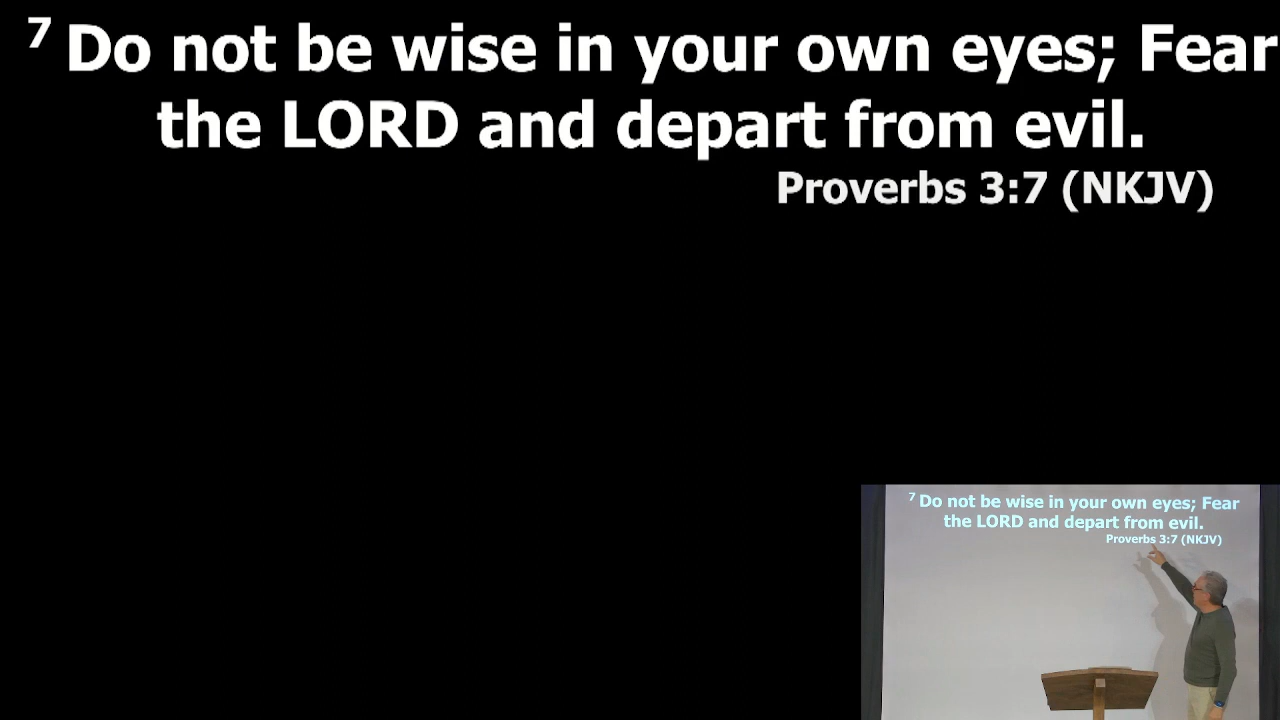 7 Do not be wise in your own eyes; Fear
the LORD and depart from evil.
Proverbs 3:7 (NKJV)
7 Do not be wise in your own eyes; Fear
the LORD and depart from evil.
Proverbs 3:7 (NKJV)